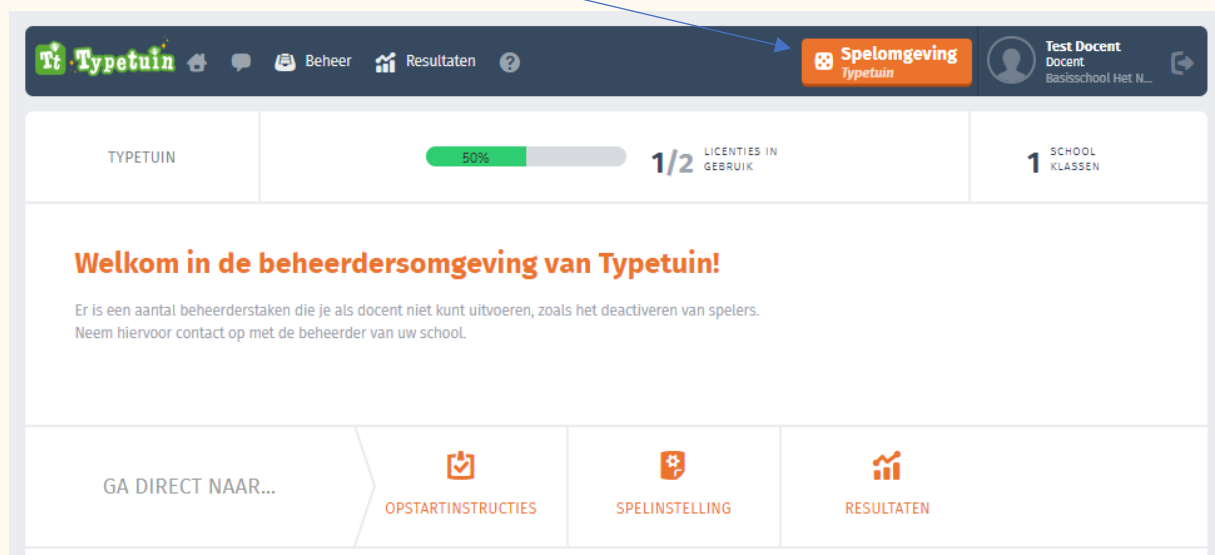 Tt Typetuin Beheer Resultaten ?
Spelomgeving
Typetuin
Test Docent
Docent
Basisschool Het N...
TYPETUIN
50%
1/2 LICENTIES IN
GEBRUIK
1 SCHOOL
KLASSEN
Welkom in de beheerdersomgeving van Typetuin!
Er is een aantal beheerderstaken die je als docent niet kunt uitvoeren, zoals het deactiveren van spelers.
Neem hiervoor contact op met de beheerder van uw school.
GA DIRECT NAAR...
OPSTARTINSTRUCTIES
SPELINSTELLING
RESULTATEN